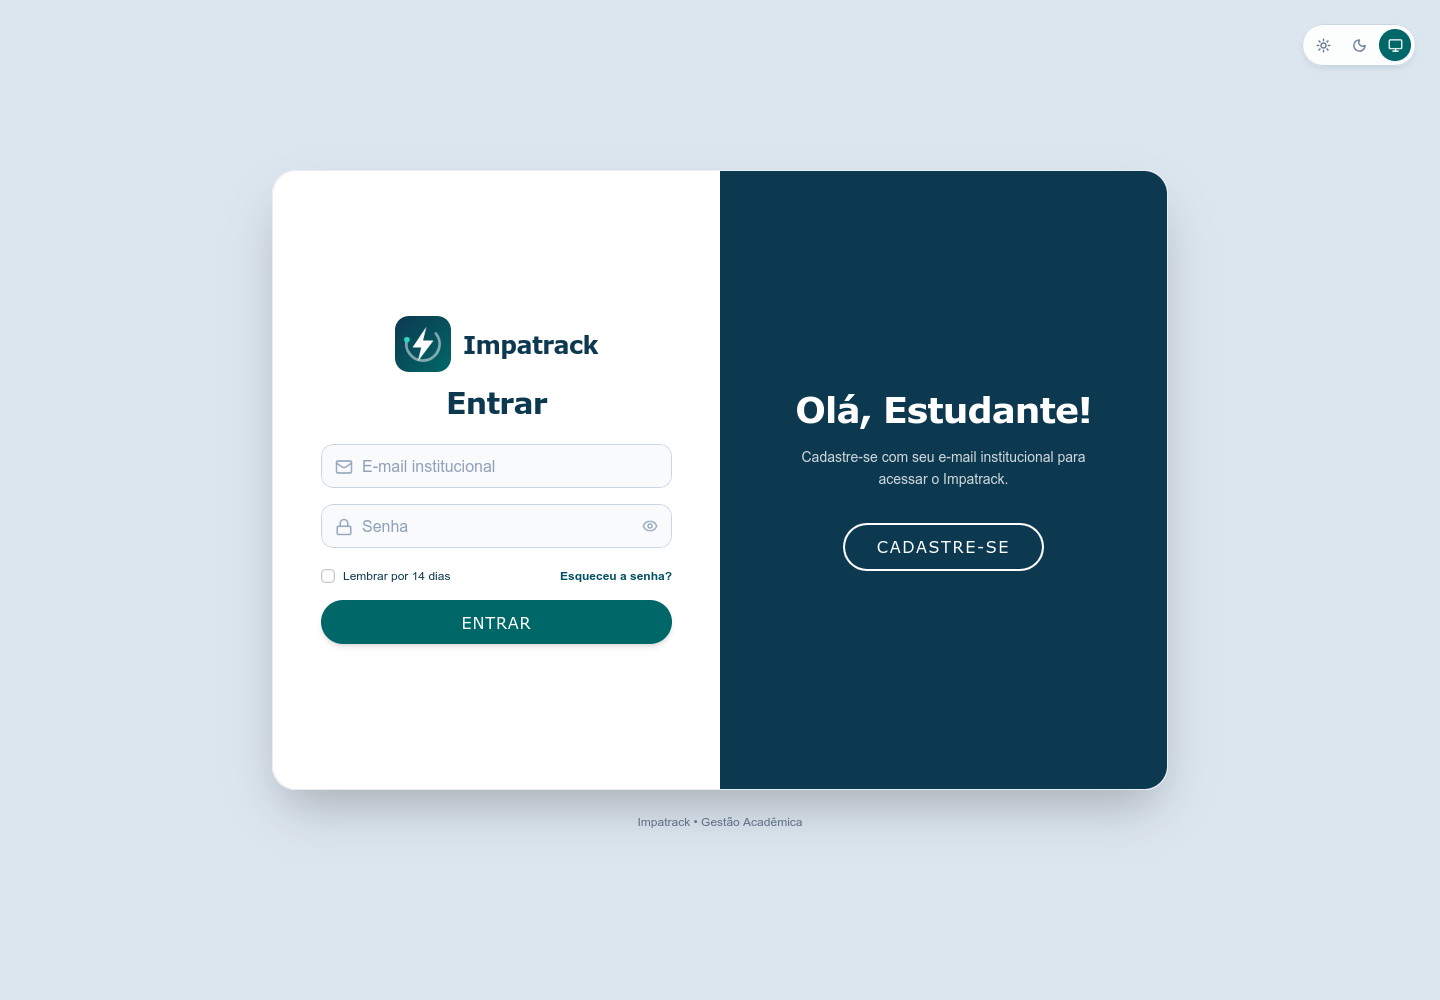 Impatrack
Entrar
E-mail institucional
Senha
Lembrar por 14 dias
Esqueceu a senha?
ENTRAR
Olá, Estudante!
Cadastre-se com seu e-mail institucional para
acessar o Impatrack.
CADASTRE-SE
Impatrack • Gestão Acadêmica